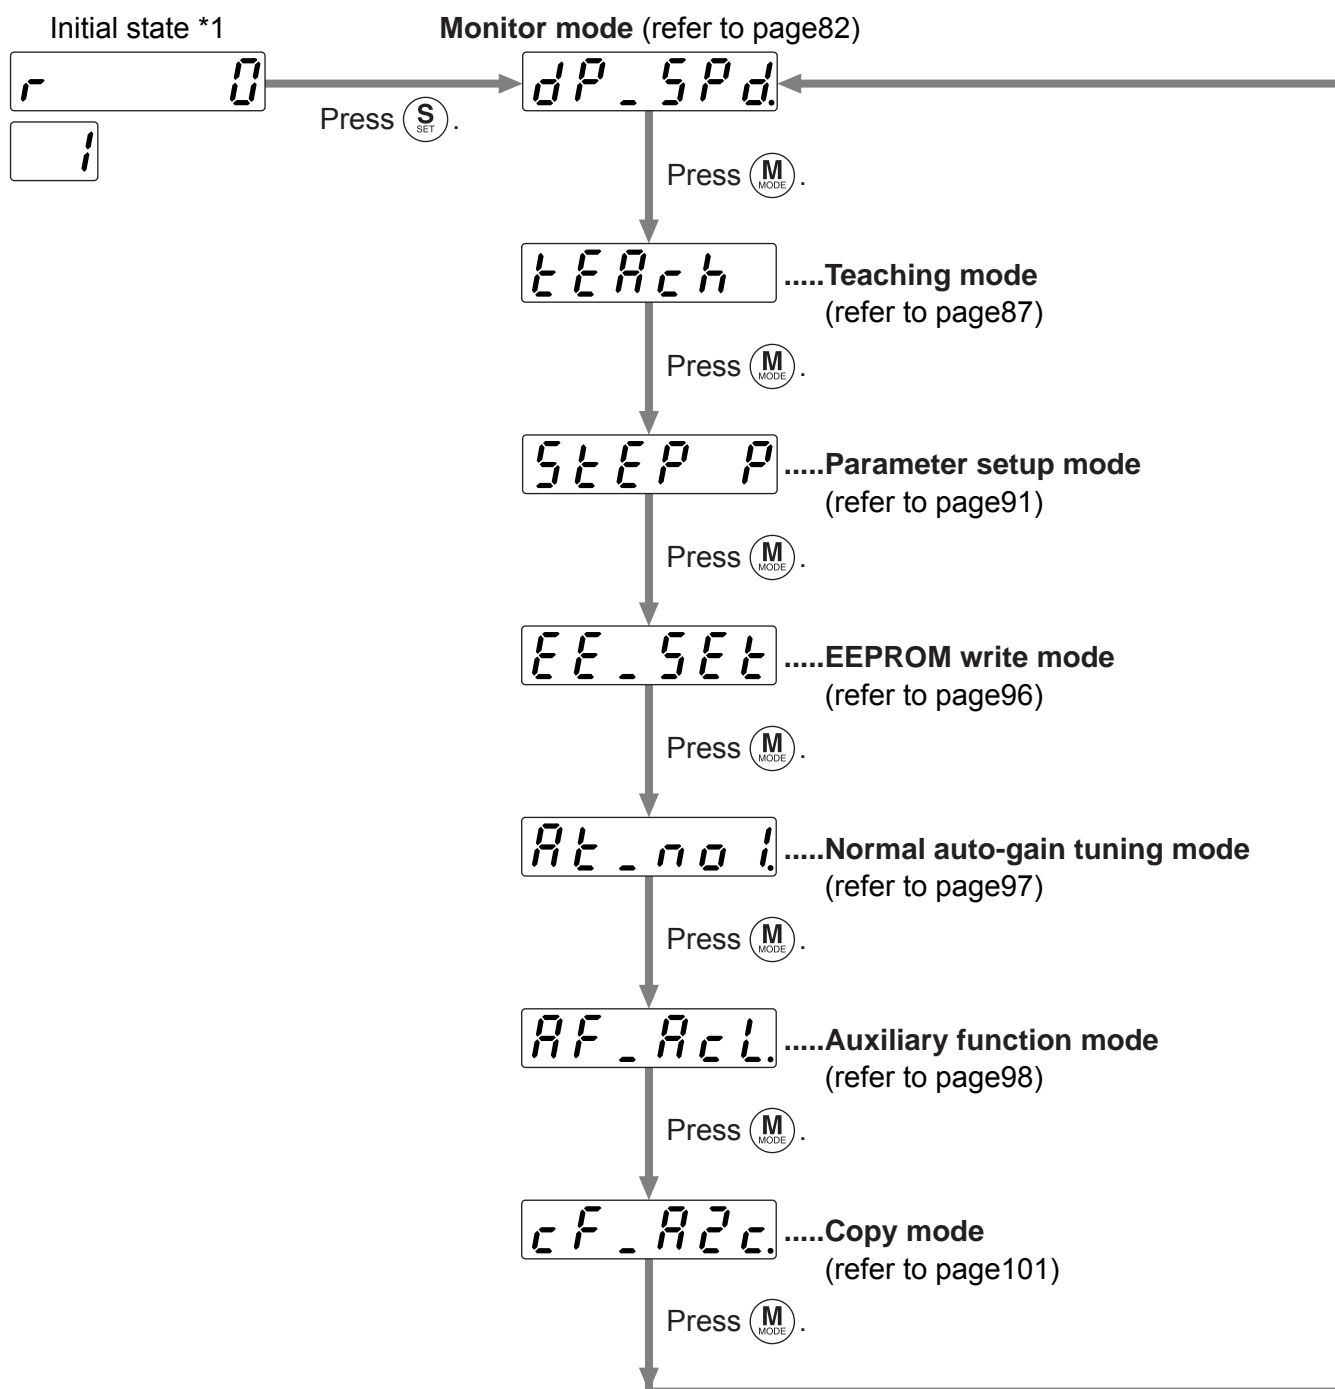 Initial state *1
Monitor mode (refer to page82)
r 0
dP_SPd.
Press S SET .
1
Press M MODE .
tEAch
.....Teaching mode
(refer to page87)
Press M MODE .
StEP P
.....Parameter setup mode
(refer to page91)
Press M MODE .
EE_SEt
.....EEPROM write mode
(refer to page96)
Press M MODE .
At_no1.
.....Normal auto-gain tuning mode
(refer to page97)
Press M MODE .
AF_AcL.
.....Auxiliary function mode
(refer to page98)
Press M MODE .
cF_A2c.
.....Copy mode
(refer to page101)
Press M MODE .